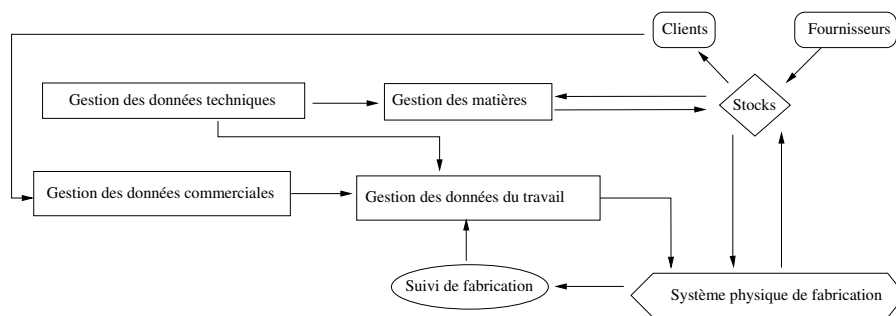 Clients
Fournisseurs
Gestion des données techniques
Gestion des matières
Stocks
Gestion des données commerciales
Gestion des données du travail
Suivi de fabrication
Système physique de fabrication